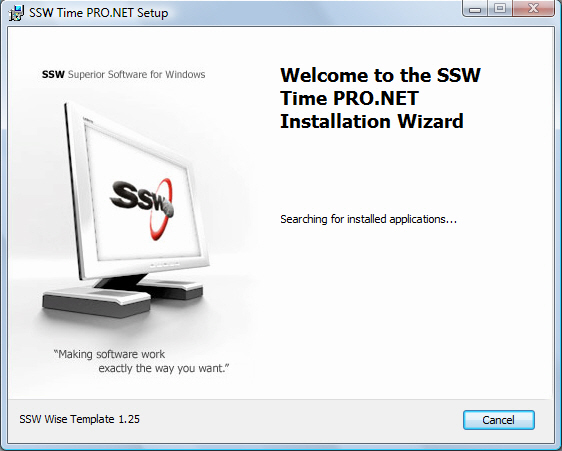 SSW Time PRO.NET Setup
SSW Superior Software for Windows
Welcome to the SSW
Time PRO.NET
Installation Wizard
SSW
Searching for installed applications...
“Making software work
exactly the way you want.”
SSW Wise Template 1.25
Cancel